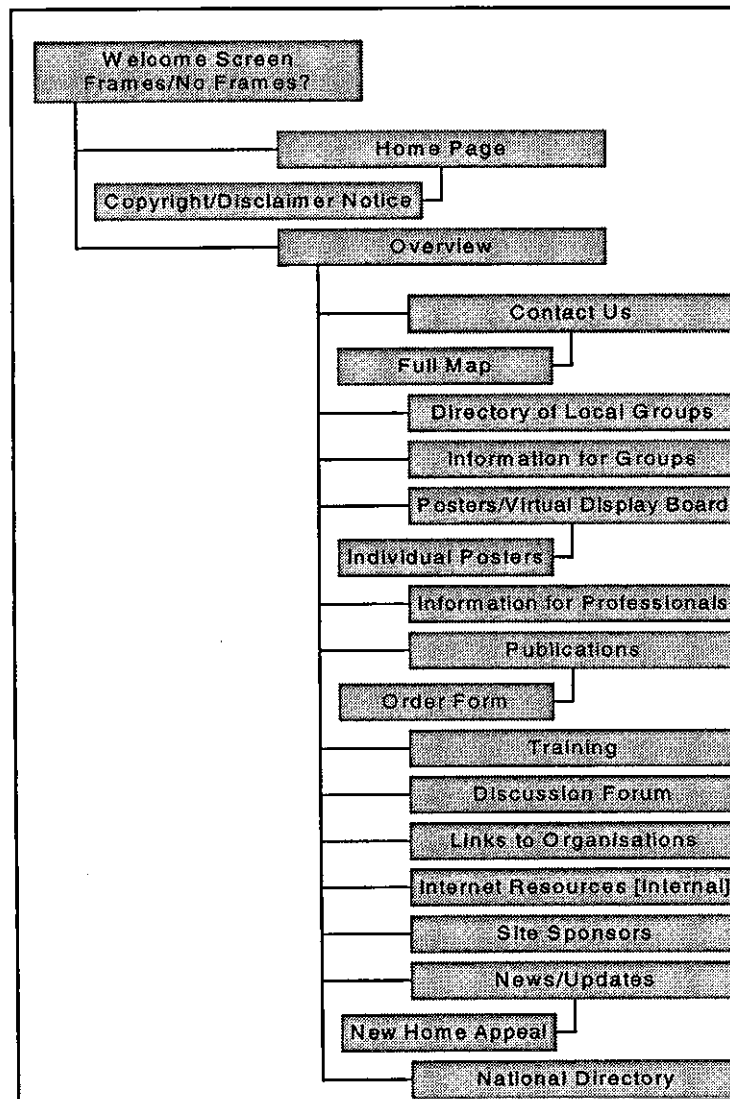 Welcome Screen
Frames/No Frames?
Home Page
Copyright/Disclaimer Notice
Overview
Contact Us
Full Map
Directory of Local Groups
Information for Groups
Posters/Virtual Display Board
Individual Posters
Information for Professionals
Publications
Order Form
Training
Discussion Forum
Links to Organisations
Internet Resources [Internal]
Site Sponsors
News/Updates
New Home Appeal
National Directory